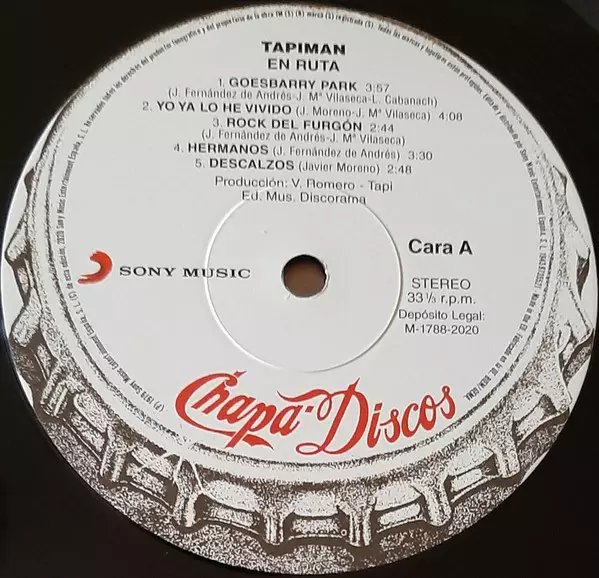 TAPIMAN
EN RUTA
1. GOESBARRY PARK 3:57
(J. Fernández de Andrés-J. Mª Vilaseca-L. Cabanach)
2. YO YA LO HE VIVIDO (J. Moreno-J. Mª Vilaseca) 4:08
3. ROCK DEL FURGÓN 2:44
(J. Fernández de Andrés-J. Mª Vilaseca)
4. HERMANOS (J. Fernández de Andrés) 3:30
5. DESCALZOS (Javier Moreno) 2:48
Producción: V. Romero - Tapi
Ed. Mus. Discorama
SONY MUSIC
Cara A
STEREO
33⅓ r.p.m.
Depósito Legal:
M-1788-2020
Chapa-Discos